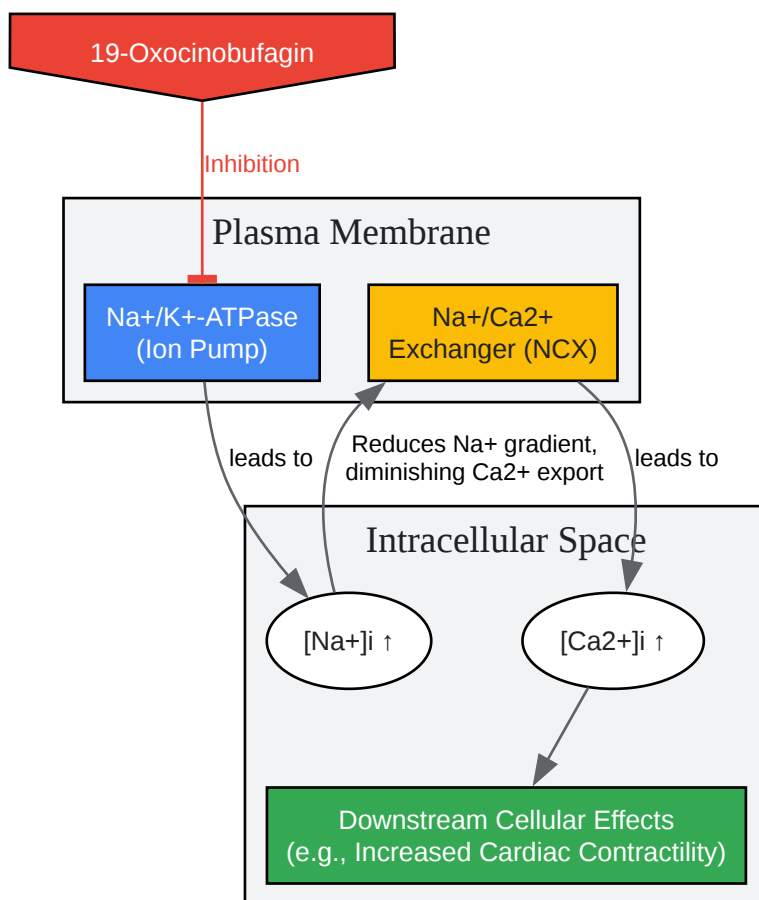 19-Oxocinobufagin
Inhibition
Plasma Membrane
Na+/K+-ATPase
(Ion Pump)
Na+/Ca2+
Exchanger (NCX)
leads to
Reduces Na+ gradient,
diminishing Ca2+ export
leads to
Intracellular Space
[Na+]i ↑
[Ca2+]i ↑
Downstream Cellular Effects
(e.g., Increased Cardiac Contractility)